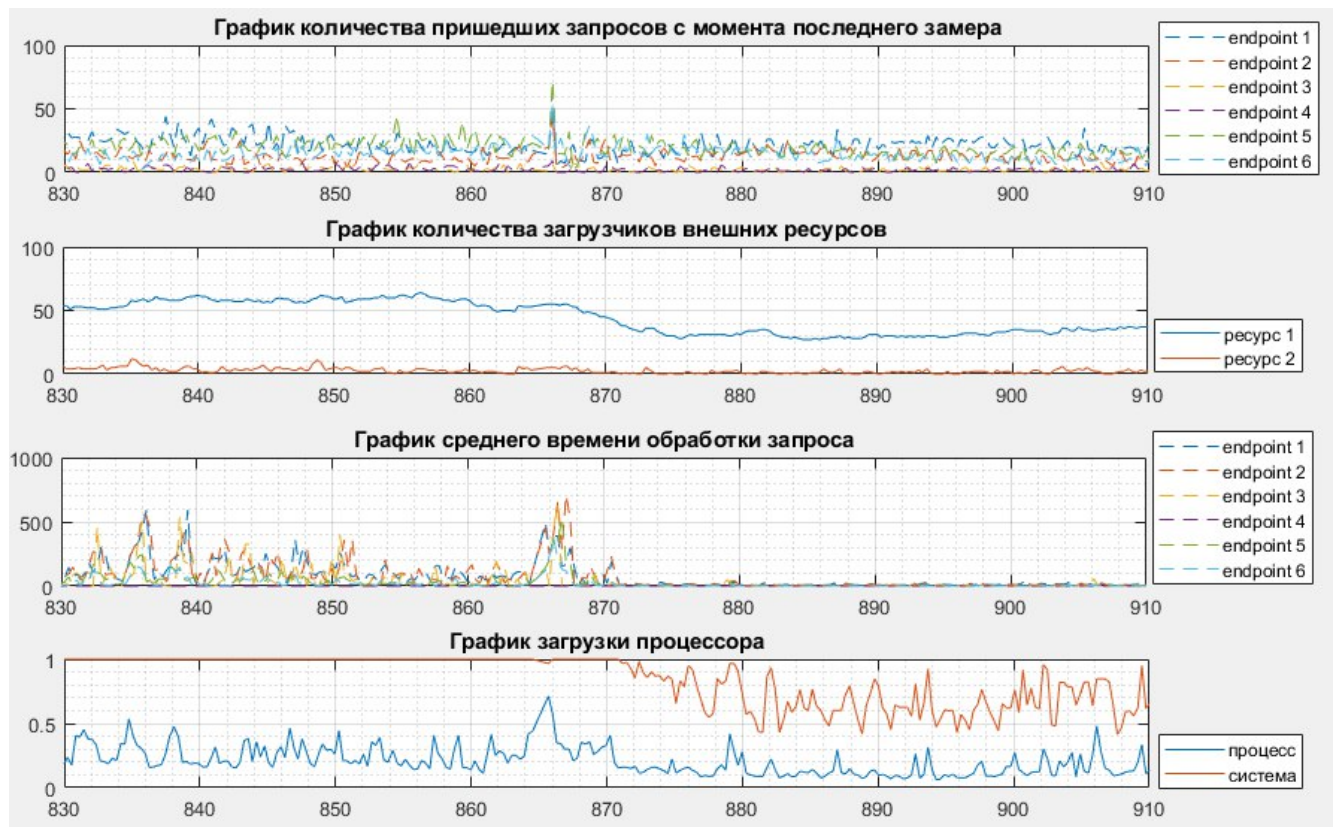 График количества пришедших запросов с момента последнего замера
100
50
0
830 840 850 860 870 880 890 900 910
endpoint 1
endpoint 2
endpoint 3
endpoint 4
endpoint 5
endpoint 6
График количества загрузчиков внешних ресурсов
100
50
0
830 840 850 860 870 880 890 900 910
ресурс 1
ресурс 2
График среднего времени обработки запроса
1000
500
0
830 840 850 860 870 880 890 900 910
endpoint 1
endpoint 2
endpoint 3
endpoint 4
endpoint 5
endpoint 6
График загрузки процессора
1
0.5
0
830 840 850 860 870 880 890 900 910
процесс
система